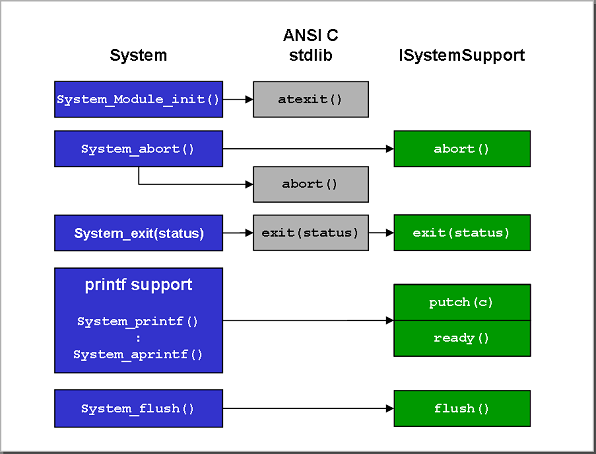 System
ANSI C
stdlib
ISystemSupport
System_Module_init()
atexit()
System_abort()
abort()
abort()
System_exit(status)
exit(status)
exit(status)
printf support
System_printf()
:
System_aprintf()
putch(c)
ready()
System_flush()
flush()